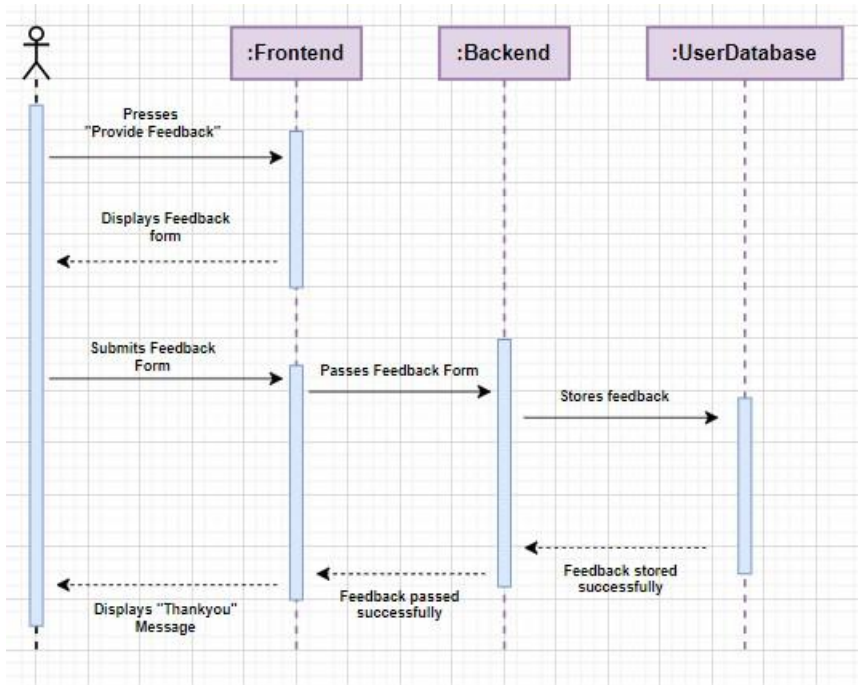 :Frontend
:Backend
:UserDatabase
Presses
"Provide Feedback"
Displays Feedback
form
Submits Feedback
Form
Passes Feedback Form
Stores feedback
Feedback stored
successfully
Feedback passed
successfully
Displays "Thankyou"
Message